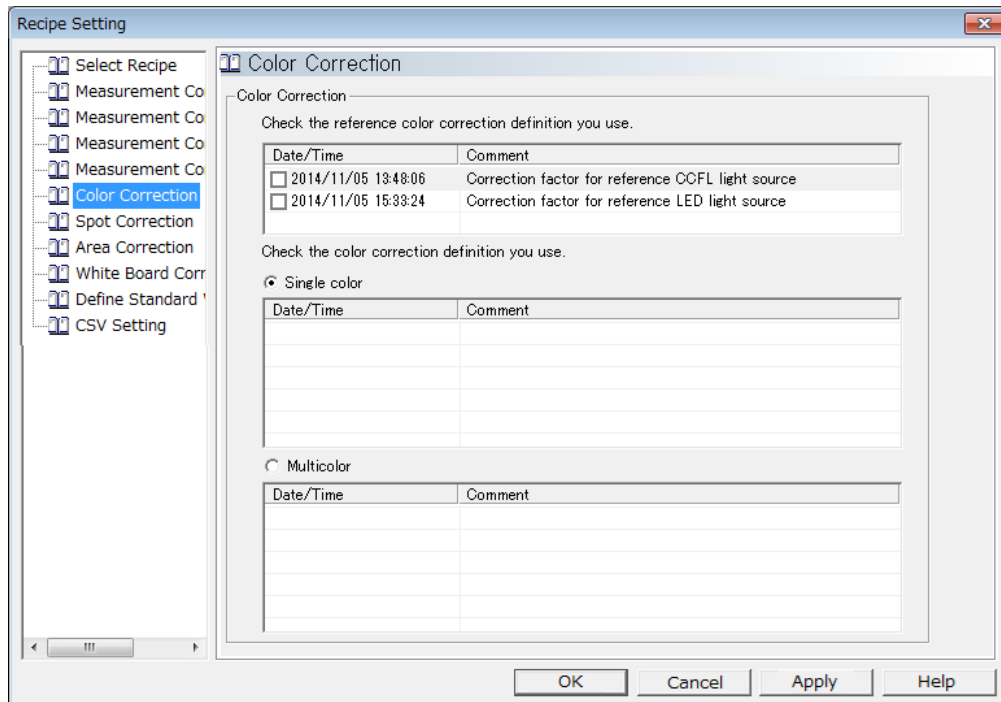 Recipe Setting
Select Recipe
Measurement Co
Measurement Co
Measurement Co
Measurement Co
Color Correction
Spot Correction
Area Correction
White Board Corr
Define Standard
CSV Setting
Color Correction
Color Correction
Check the reference color correction definition you use.
Date/Time Comment
2014/11/05 13:48:06 Correction factor for reference CCFL light source
2014/11/05 15:33:24 Correction factor for reference LED light source
Check the color correction definition you use.
Single color
Date/Time Comment
Multicolor
Date/Time Comment
OK Cancel Apply Help